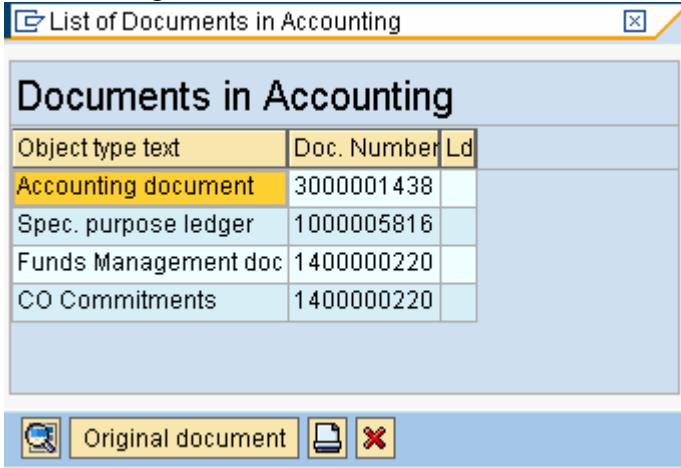 List of Documents in Accounting
Documents in Accounting
Object type text Doc. Number Ld
Accounting document 3000001438
Spec. purpose ledger 1000005816
Funds Management doc 1400000220
CO Commitments 1400000220
Original document